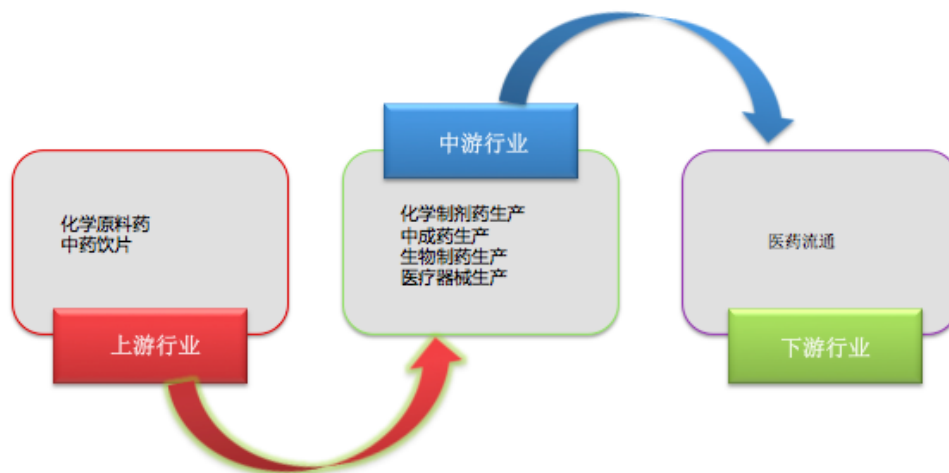 中游行业
化学原料药
中药饮片
上游行业
化学制剂药生产
中成药生产
生物制药生产
医疗器械生产
医药流通
下游行业